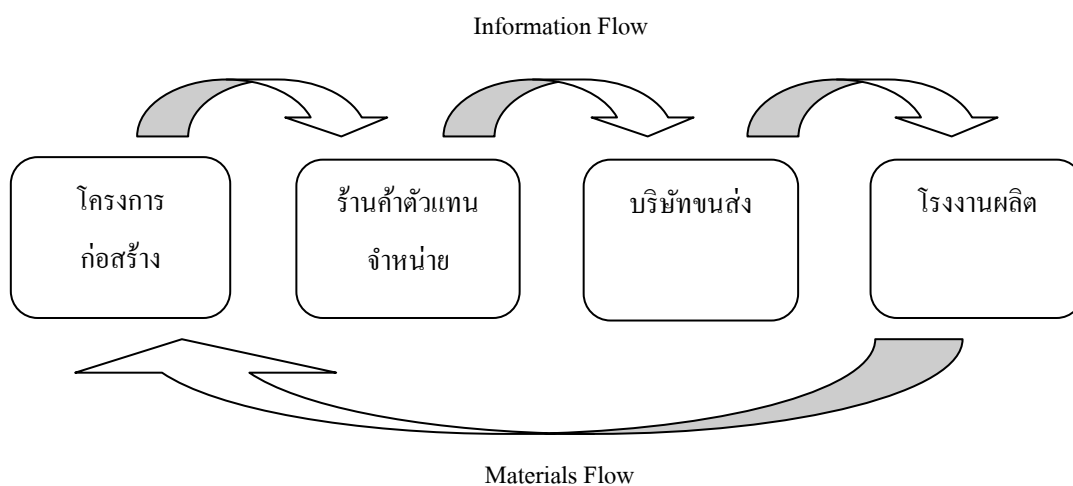 Information Flow
โครงการ
ก่อสร้าง
ร้านค้าตัวแทน
จำหน่าย
บริษัทขนส่ง
โรงงานผลิต
Materials Flow